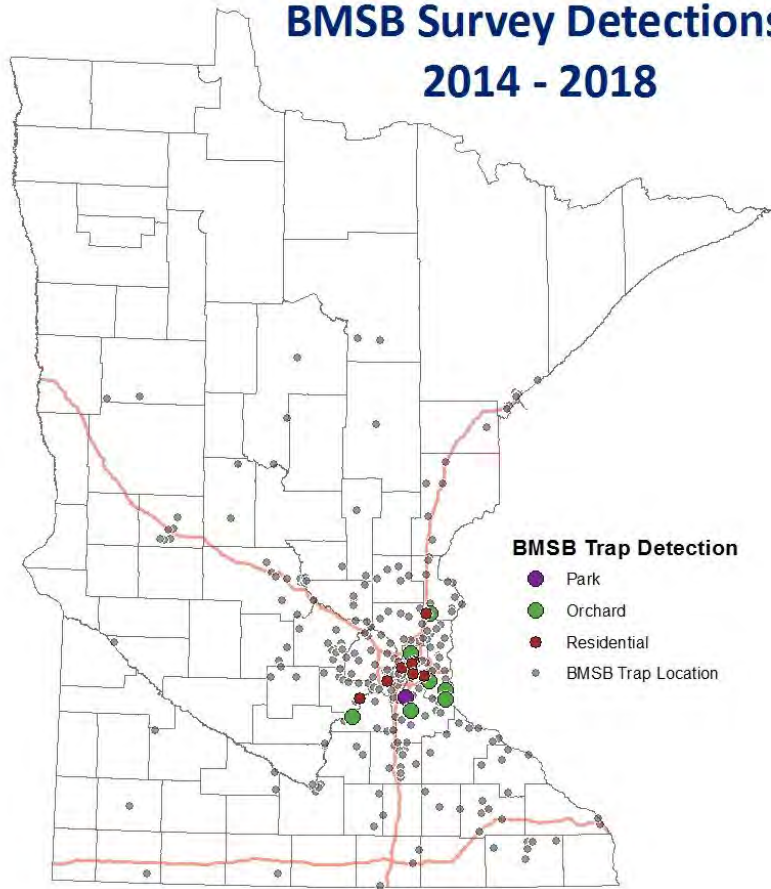 BMSB Survey Detections
2014 - 2018
BMSB Trap Detection
Park
Orchard
Residential
BMSB Trap Location